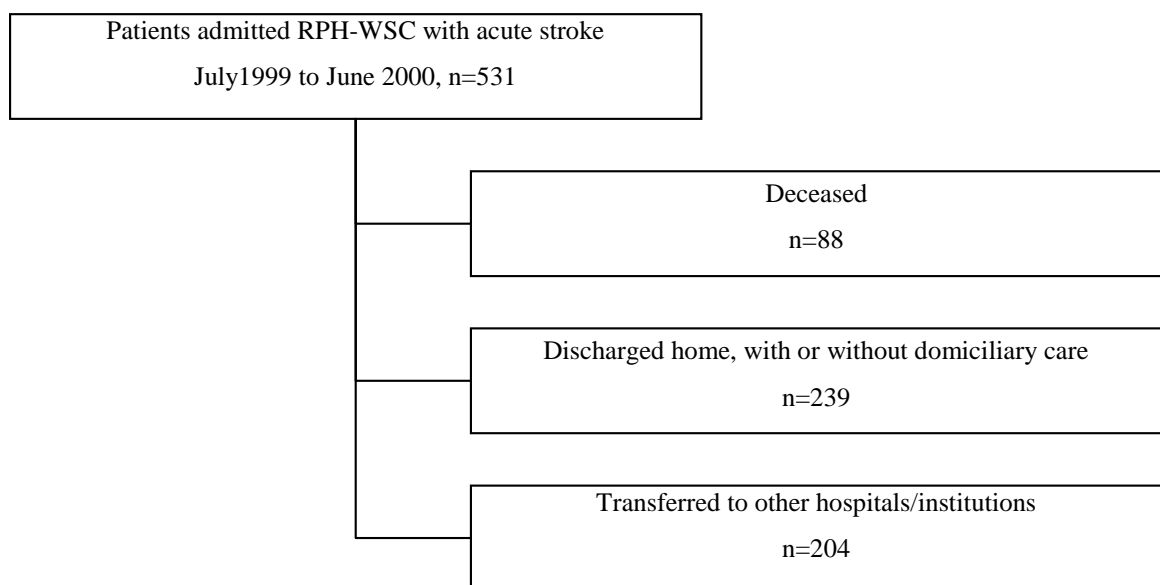 Patients admitted RPH-WSC with acute stroke
July1999 to June 2000, n=531
Deceased
n=88
Discharged home, with or without domiciliary care
n=239
Transferred to other hospitals/institutions
n=204